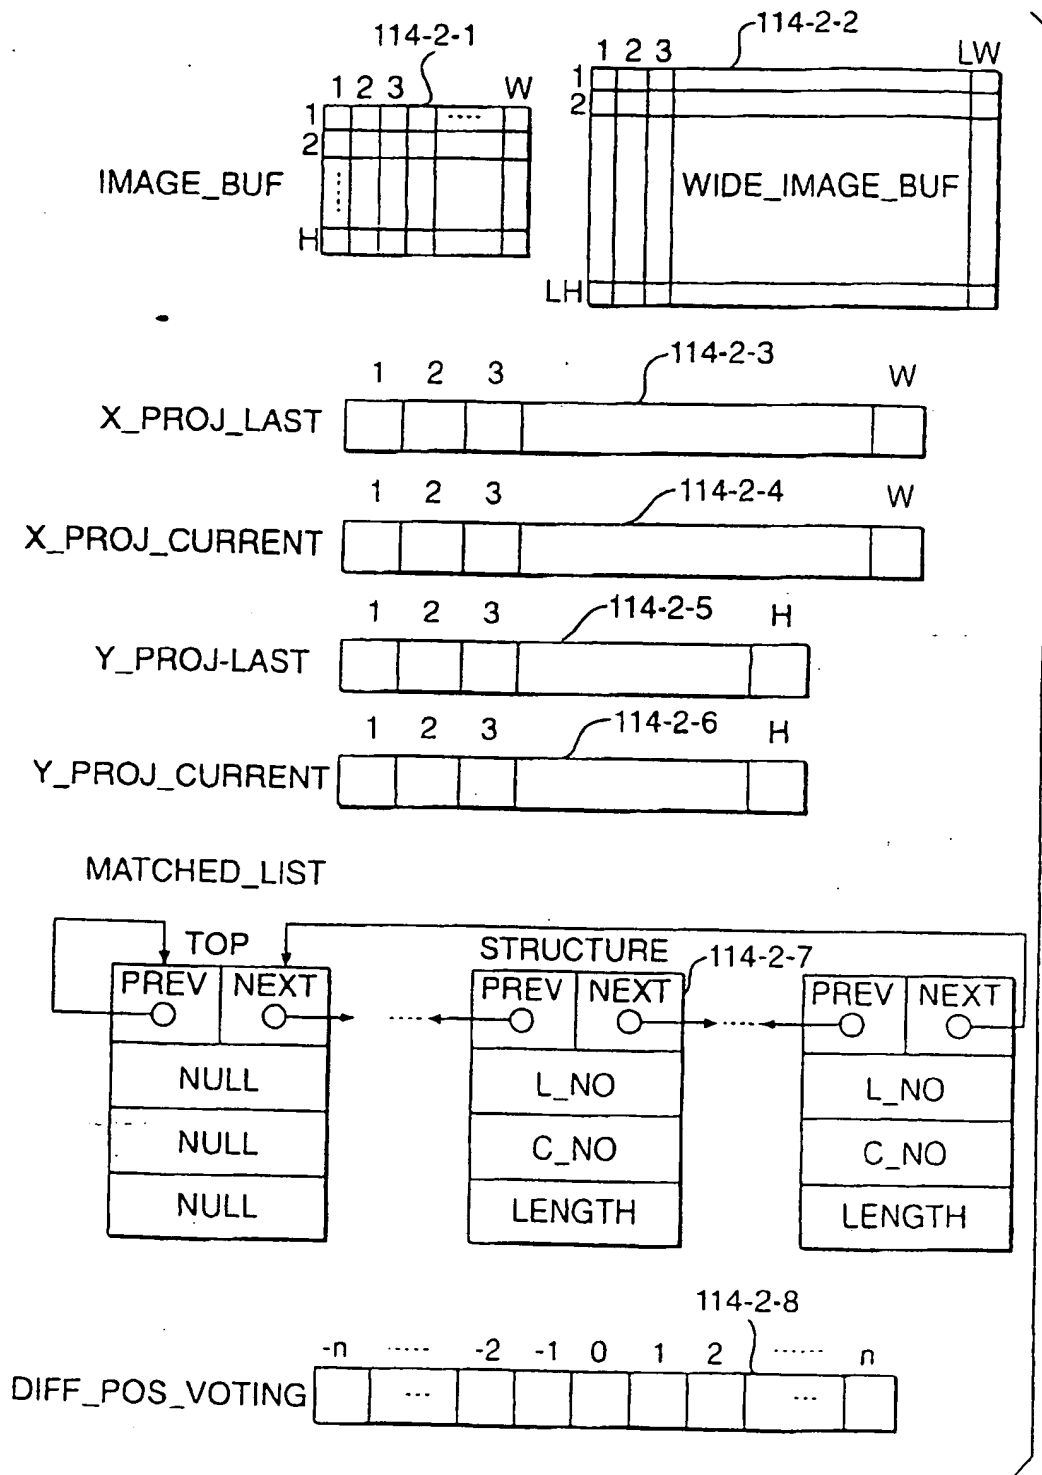 114-2-1
1 2 3 W
1 ....
2
IMAGE_BUF
H
114-2-2
1 2 3 LW
1
2
WIDE_IMAGE_BUF
LH
114-2-3
1 2 3 W
X_PROJ_LAST
114-2-4
1 2 3 W
X_PROJ_CURRENT
114-2-5
1 2 3 H
Y_PROJ-LAST
114-2-6
1 2 3 H
Y_PROJ_CURRENT
MATCHED_LIST
TOP STRUCTURE 114-2-7
PREV NEXT PREV NEXT PREV NEXT
NULL L_NO L_NO
NULL C_NO C_NO
NULL LENGTH LENGTH
114-2-8
-n ..... -2 -1 0 1 2 ...... n
DIFF_POS_VOTING ... ...